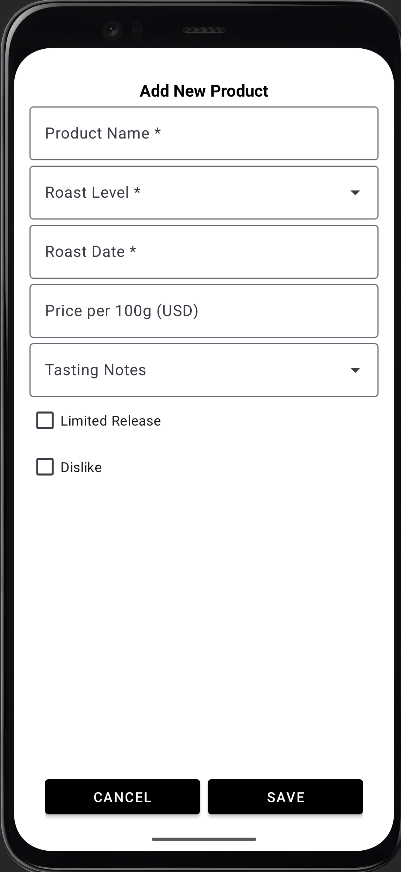 Add New Product
Product Name *
Roast Level *
Roast Date *
Price per 100g (USD)
Tasting Notes
Limited Release
Dislike
CANCEL SAVE